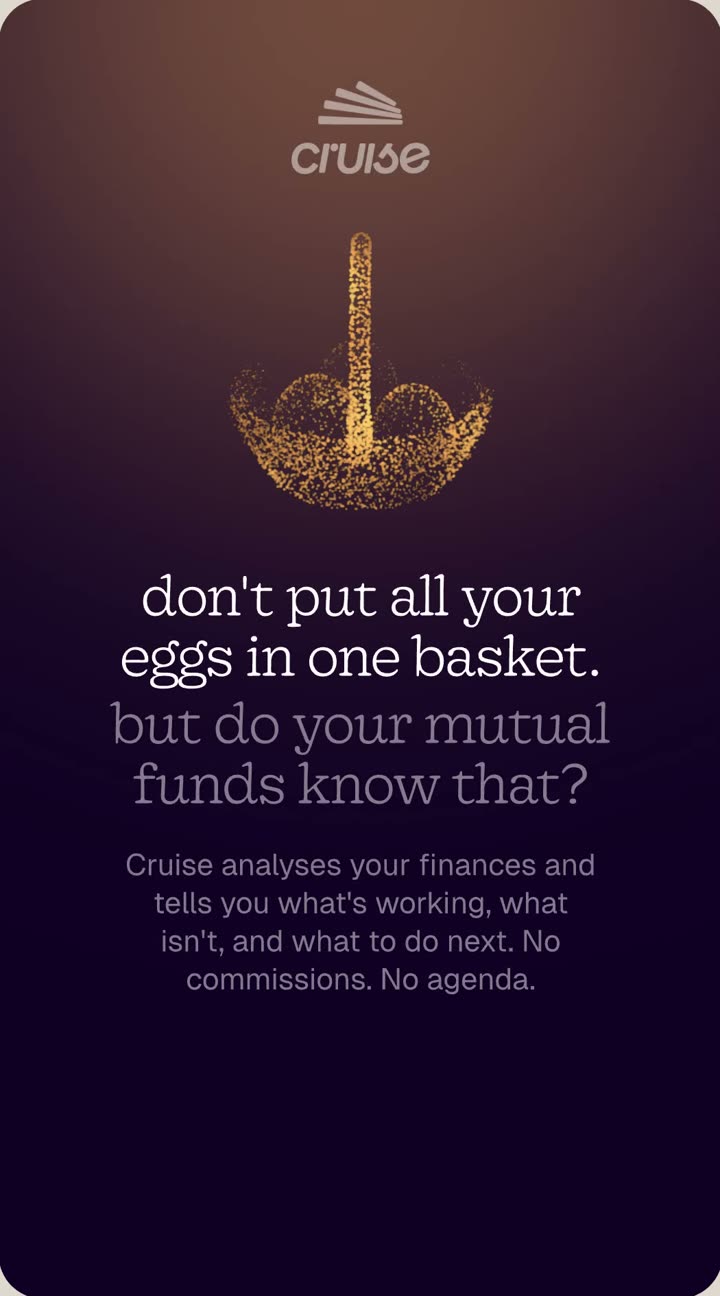 cruise
don't put all your
eggs in one basket.
but do your mutual
funds know that?
Cruise analyses your finances and
tells you what's working, what
isn't, and what to do next. No
commissions. No agenda.